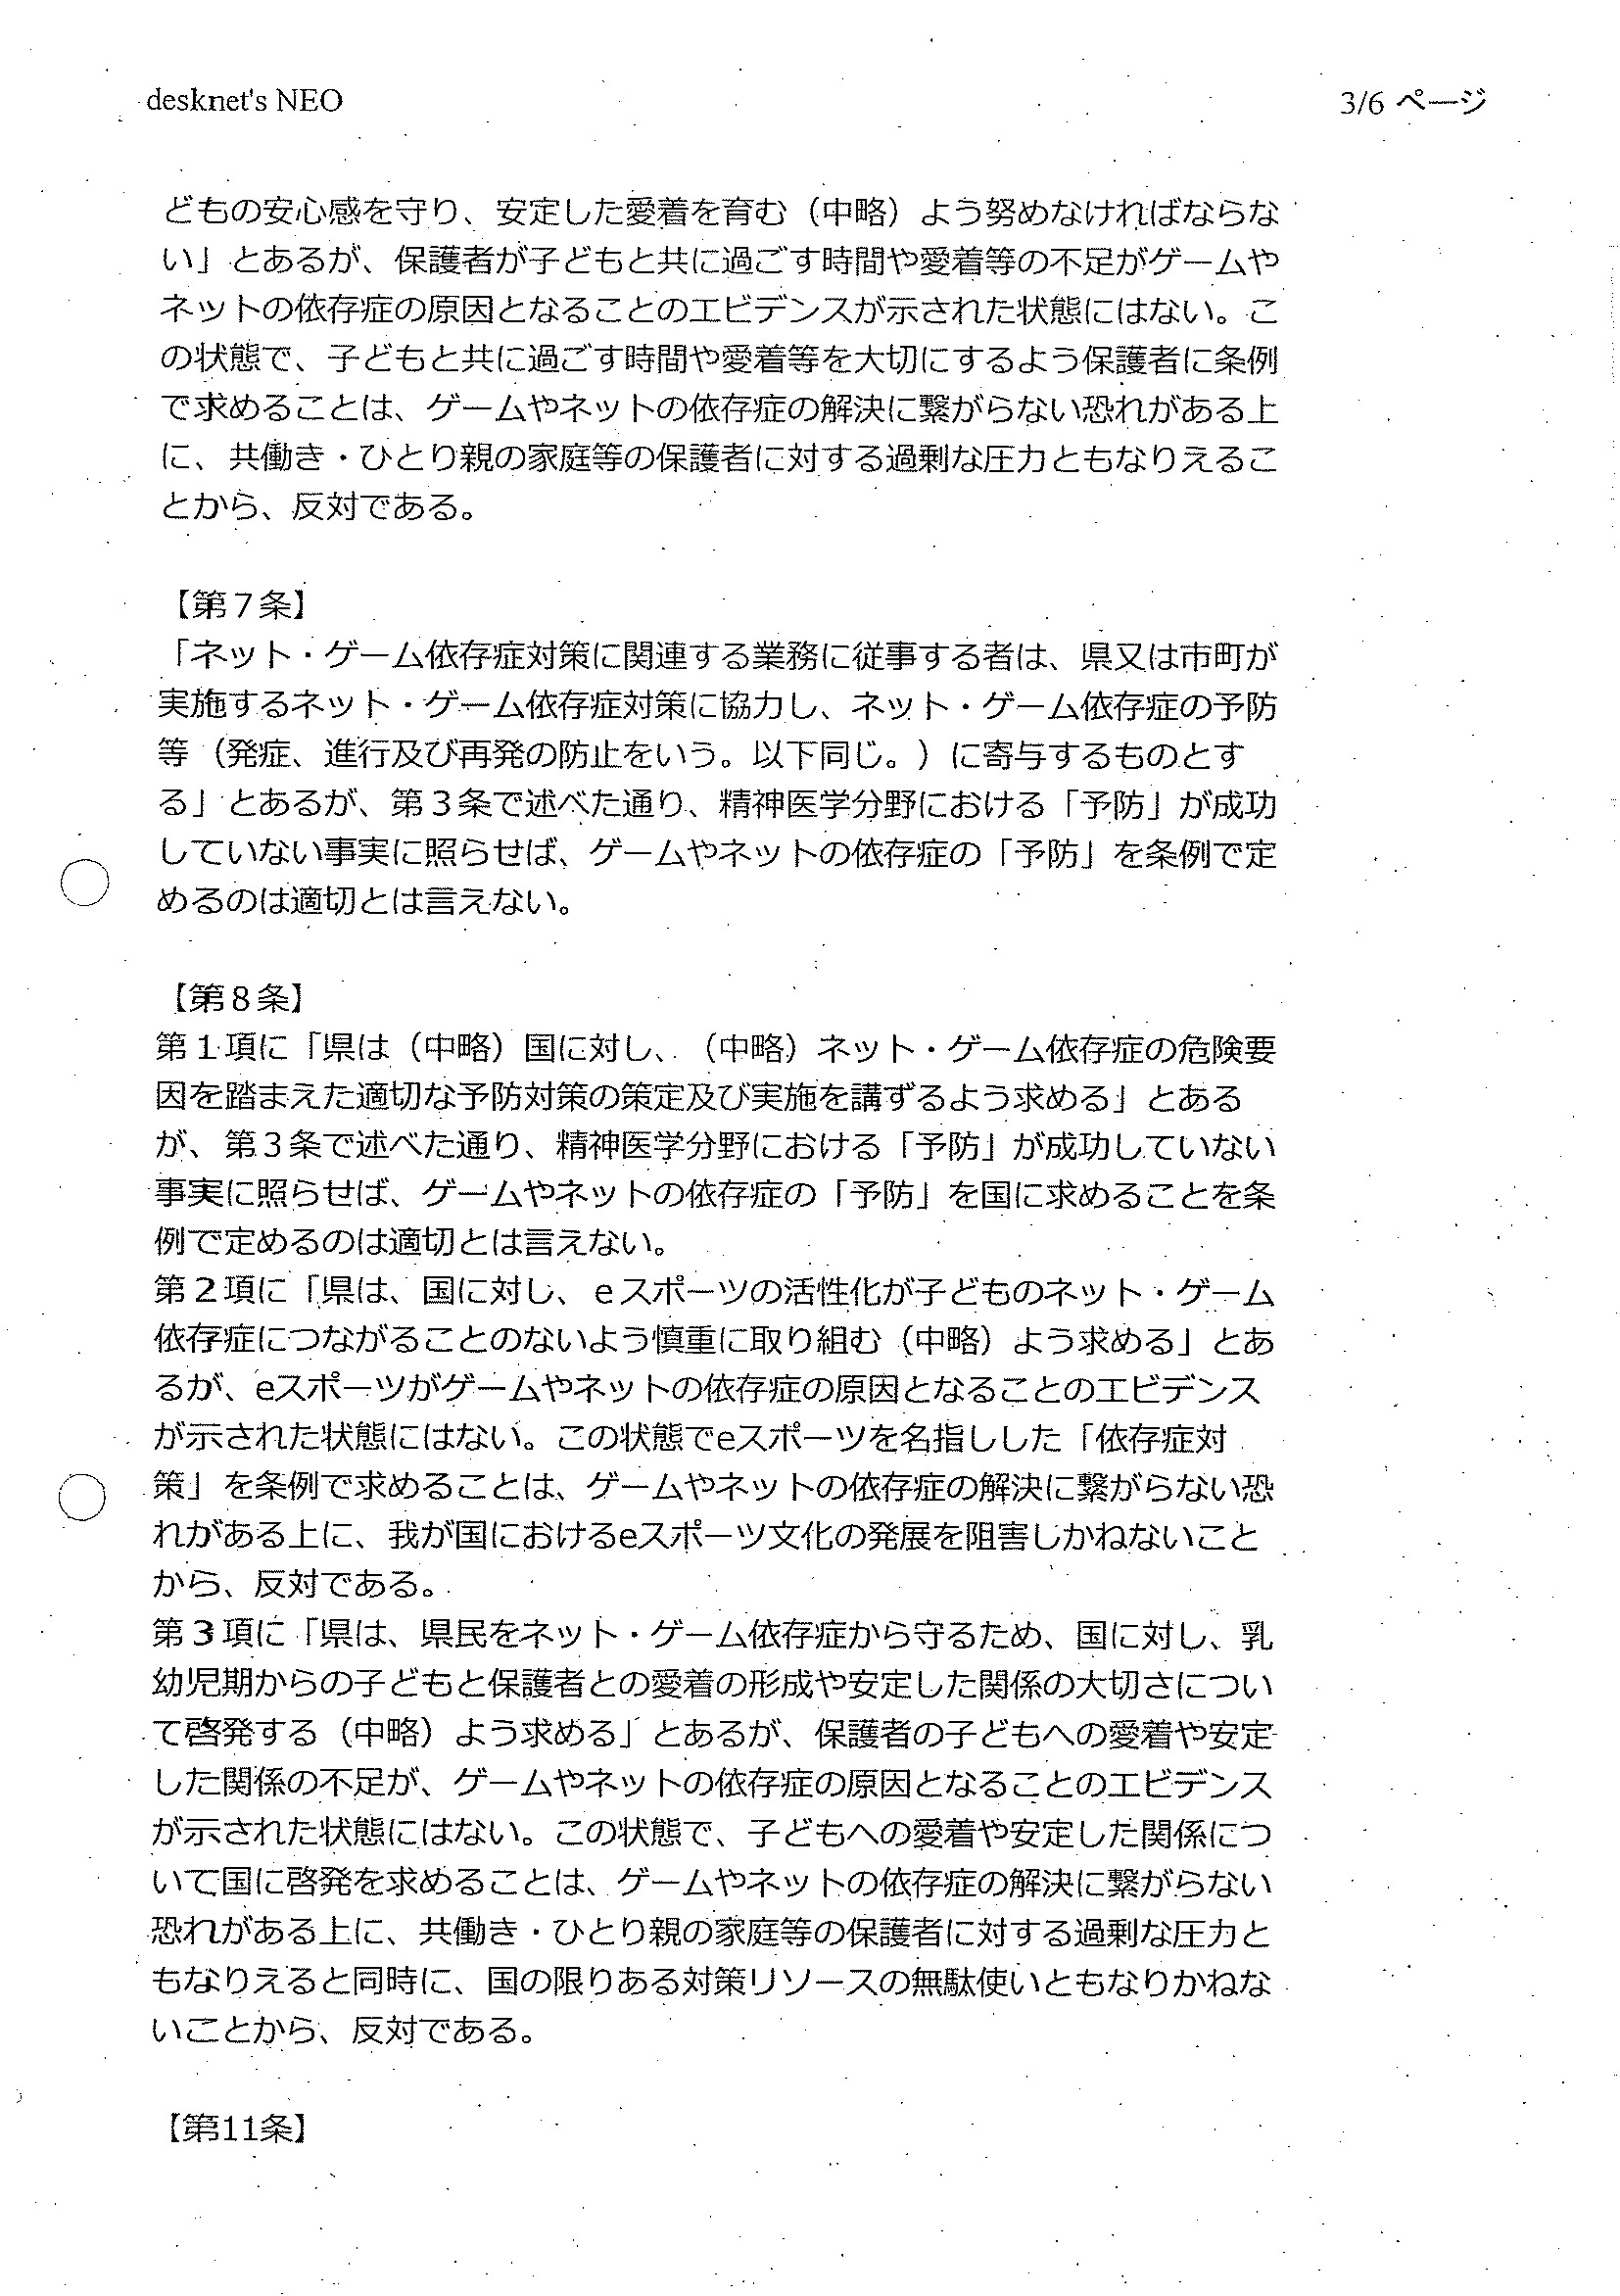 desknet's NEO
3/6 ページ
どもの安心感を守り、安定した愛着を育む（中略）よう努めなければならな
い」とあるが、保護者が子どもと共に過ごす時間や愛着等の不足がゲームや
ネットの依存症の原因となることのエビデンスが示された状態にはない。こ
の状態で、子どもと共に過ごす時間や愛着等を大切にするよう保護者に条例
で求めることは、ゲームやネットの依存症の解決に繋がらない恐れがある上
に、共働き・ひとり親の家庭等の保護者に対する過剰な圧力ともなりえるこ
とから、反対である。
【第７条】
「ネット・ゲーム依存症対策に関連する業務に従事する者は、県又は市町が
実施するネット・ゲーム依存症対策に協力し、ネット・ゲーム依存症の予防
等（発症、進行及び再発の防止をいう。以下同じ。）に寄与するものとす
る」とあるが、第３条で述べた通り、精神医学分野における「予防」が成功
していない事実に照らせば、ゲームやネットの依存症の「予防」を条例で定
めるのは適切とは言えない。
【第８条】
第１項に「県は（中略）国に対し、（中略）ネット・ゲーム依存症の危険要
因を踏まえた適切な予防対策の策定及び実施を講ずるよう求める」とある
が、第３条で述べた通り、精神医学分野における「予防」が成功していない
事実に照らせば、ゲームやネットの依存症の「予防」を国に求めることを条
例で定めるのは適切とは言えない。
第２項に「県は、国に対し、ｅスポーツの活性化が子どものネット・ゲーム
依存症につながることのないよう慎重に取り組む（中略）よう求める」とあ
るが、eスポーツがゲームやネットの依存症の原因となることのエビデンス
が示された状態にはない。この状態でeスポーツを名指しした「依存症対
策」を条例で求めることは、ゲームやネットの依存症の解決に繋がらない恐
れがある上に、我が国におけるeスポーツ文化の発展を阻害しかねないこと
から、反対である。
第３項に「県は、県民をネット・ゲーム依存症から守るため、国に対し、乳
幼児期からの子どもと保護者との愛着の形成や安定した関係の大切さについ
て啓発する（中略）よう求める」とあるが、保護者の子どもへの愛着や安定
した関係の不足が、ゲームやネットの依存症の原因となることのエビデンス
が示された状態にはない。この状態で、子どもへの愛着や安定した関係につ
いて国に啓発を求めることは、ゲームやネットの依存症の解決に繋がらない
恐れがある上に、共働き・ひとり親の家庭等の保護者に対する過剰な圧力と
もなりえると同時に、国の限りある対策リソースの無駄使いともなりかねな
いことから、反対である。
【第11条】